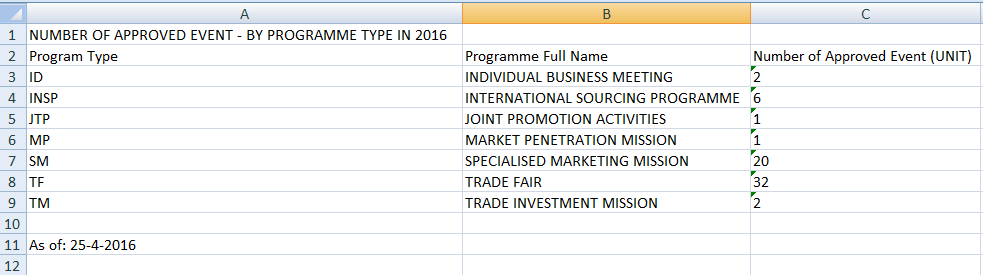 A B C
1 NUMBER OF APPROVED EVENT - BY PROGRAMME TYPE IN 2016
2 Program Type Programme Full Name Number of Approved Event (UNIT)
3 ID INDIVIDUAL BUSINESS MEETING 2
4 INSP INTERNATIONAL SOURCING PROGRAMME 6
5 JTP JOINT PROMOTION ACTIVITIES 1
6 MP MARKET PENETRATION MISSION 1
7 SM SPECIALISED MARKETING MISSION 20
8 TF TRADE FAIR 32
9 TM TRADE INVESTMENT MISSION 2
10
11 As of: 25-4-2016
12